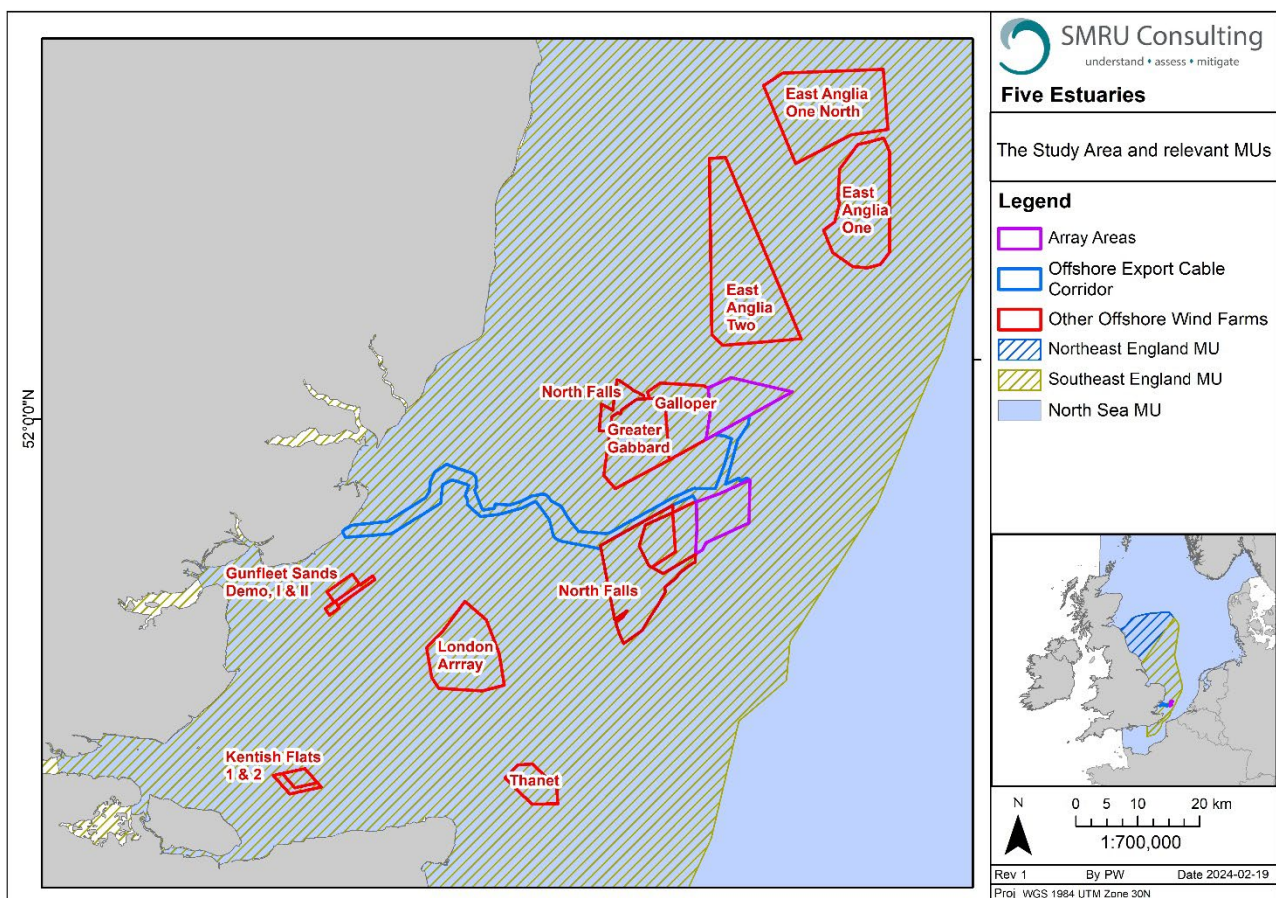 East Anglia
One North
East
Anglia
One
East
Anglia
Two
North Falls
Galloper
Greater
Gabbard
52°0'0"N
Gunfleet Sands
Demo, I & II
North Falls
London
Arrray
Kentish Flats
1 & 2
Thanet
SMRU Consulting
understand • assess • mitigate
Five Estuaries
The Study Area and relevant MUs
Legend
Array Areas
Offshore Export Cable
Corridor
Other Offshore Wind Farms
Northeast England MU
Southeast England MU
North Sea MU
N
0 5 10 20 km
1:700,000
Rev 1 By PW Date 2024-02-19
Proj WGS 1984 UTM Zone 30N